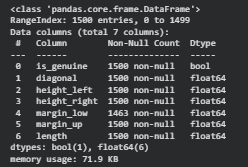 <class 'pandas.core.frame.DataFrame'>
RangeIndex: 1500 entries, 0 to 1499
Data columns (total 7 columns):
 #   Column        Non-Null Count  Dtype
---  ------        --------------  -----
 0   is_genuine    1500 non-null   bool
 1   diagonal      1500 non-null   float64
 2   height_left   1500 non-null   float64
 3   height_right  1500 non-null   float64
 4   margin_low    1463 non-null   float64
 5   margin_up     1500 non-null   float64
 6   length        1500 non-null   float64
dtypes: bool(1), float64(6)
memory usage: 71.9 KB